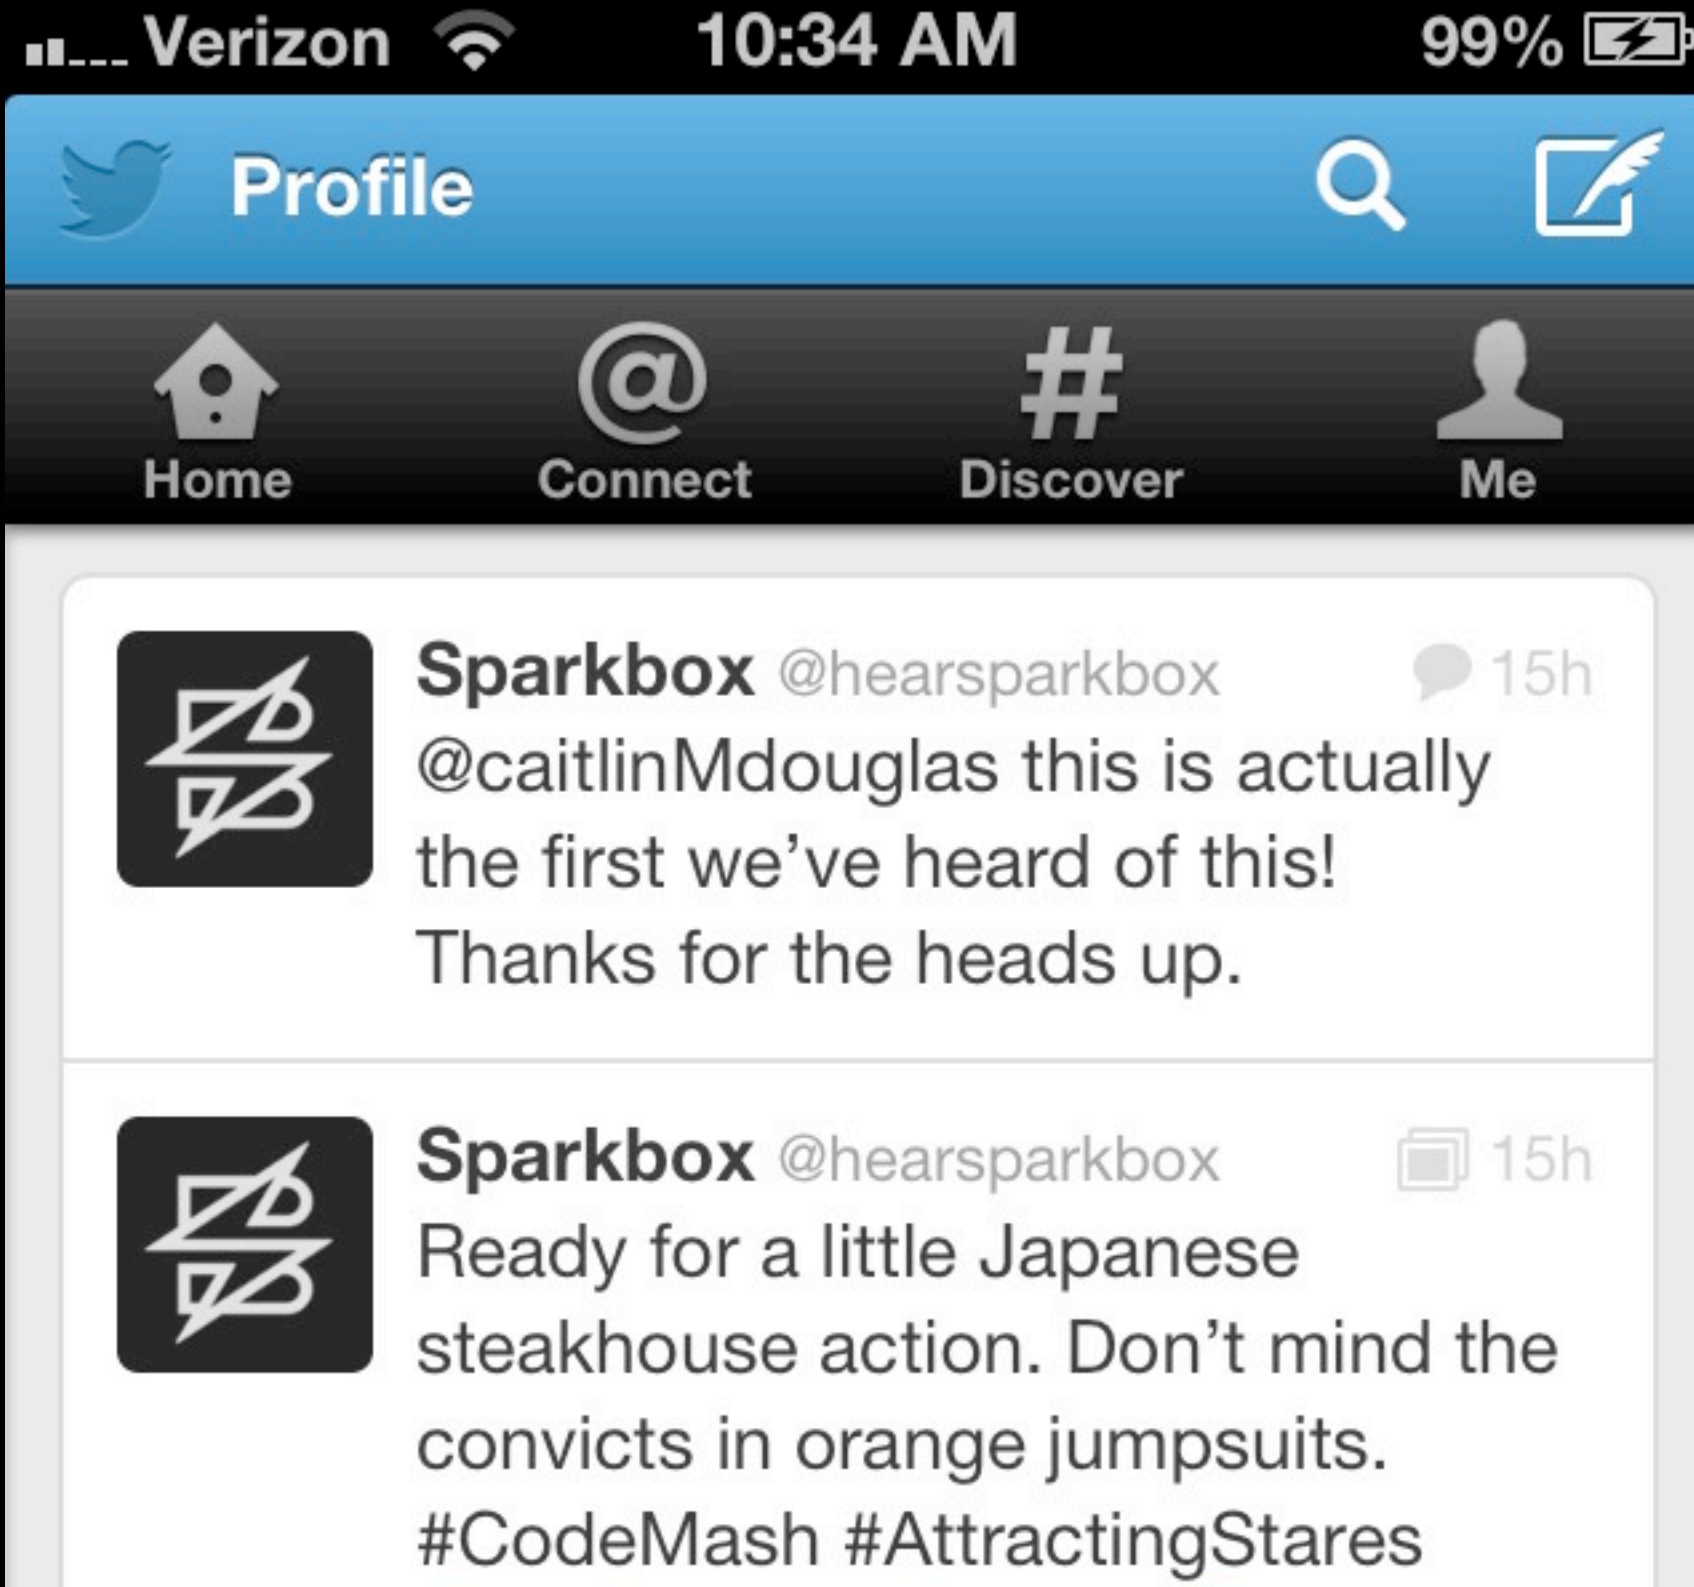 Verizon 10:34 AM 99%
Profile
Home @ Connect # Discover Me
Sparkbox @hearsparkbox 15h
@caitlinMdouglas this is actually
the first we’ve heard of this!
Thanks for the heads up.
Sparkbox @hearsparkbox 15h
Ready for a little Japanese
steakhouse action. Don’t mind the
convicts in orange jumpsuits.
#CodeMash #AttractingStares